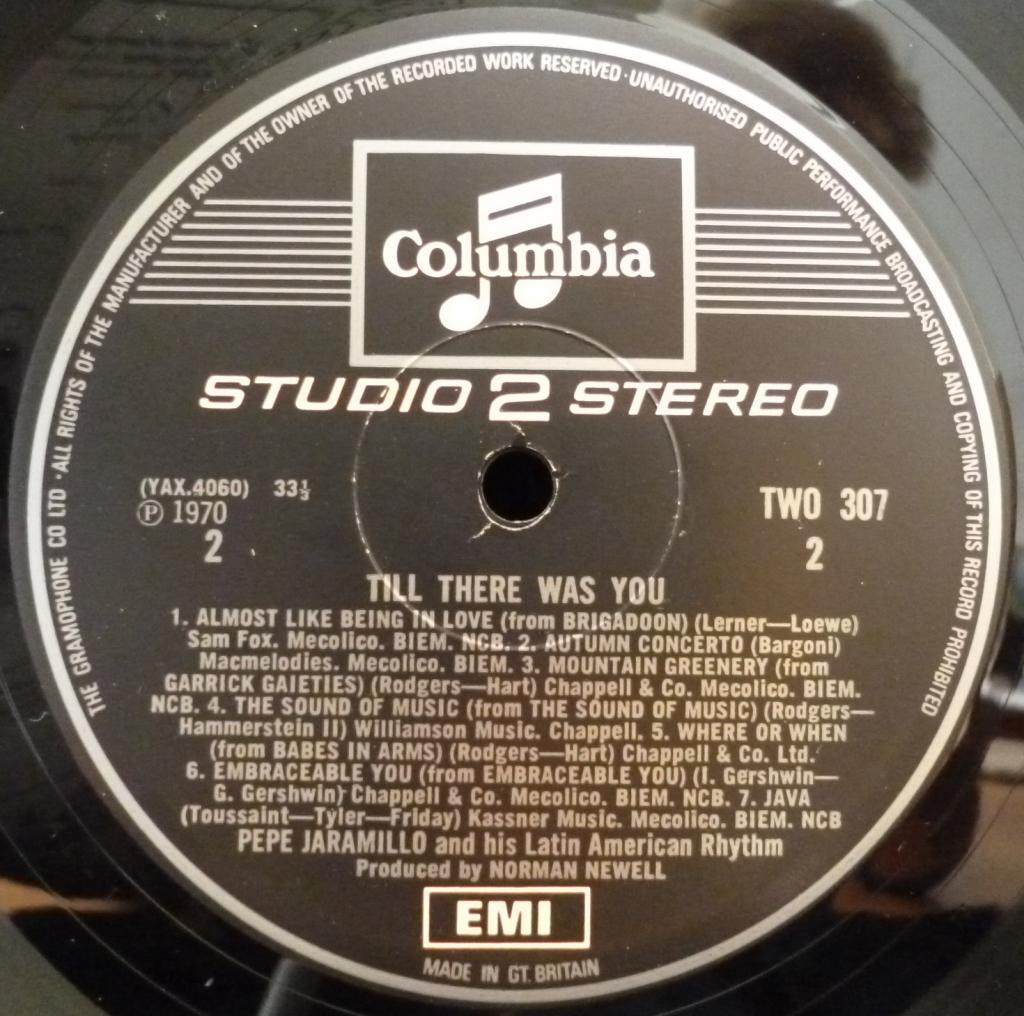 THE GRAMOPHONE CO LTD · ALL RIGHTS OF THE MANUFACTURER AND OF THE OWNER OF THE RECORDED WORK RESERVED · UNAUTHORISED PUBLIC PERFORMANCE BROADCASTING AND COPYING OF THIS RECORD PROHIBITED
Columbia
STUDIO 2 STEREO
(YAX.4060) 33⅓
Ⓟ 1970
2
TWO 307
2
TILL THERE WAS YOU
1. ALMOST LIKE BEING IN LOVE (from BRIGADOON) (Lerner—Loewe)
Sam Fox. Mecolico. BIEM. NCB. 2. AUTUMN CONCERTO (Bargoni)
Macmelodies. Mecolico. BIEM. 3. MOUNTAIN GREENERY (from
GARRICK GAIETIES) (Rodgers—Hart) Chappell & Co. Mecolico. BIEM.
NCB. 4. THE SOUND OF MUSIC (from THE SOUND OF MUSIC) (Rodgers—
Hammerstein II) Williamson Music. Chappell. 5. WHERE OR WHEN
(from BABES IN ARMS) (Rodgers—Hart) Chappell & Co. Ltd.
6. EMBRACEABLE YOU (from EMBRACEABLE YOU) (I. Gershwin—
G. Gershwin) Chappell & Co. Mecolico. BIEM. NCB. 7. JAVA
(Toussaint—Tyler—Friday) Kassner Music. Mecolico. BIEM. NCB
PEPE JARAMILLO and his Latin American Rhythm
Produced by NORMAN NEWELL
EMI
MADE IN GT. BRITAIN